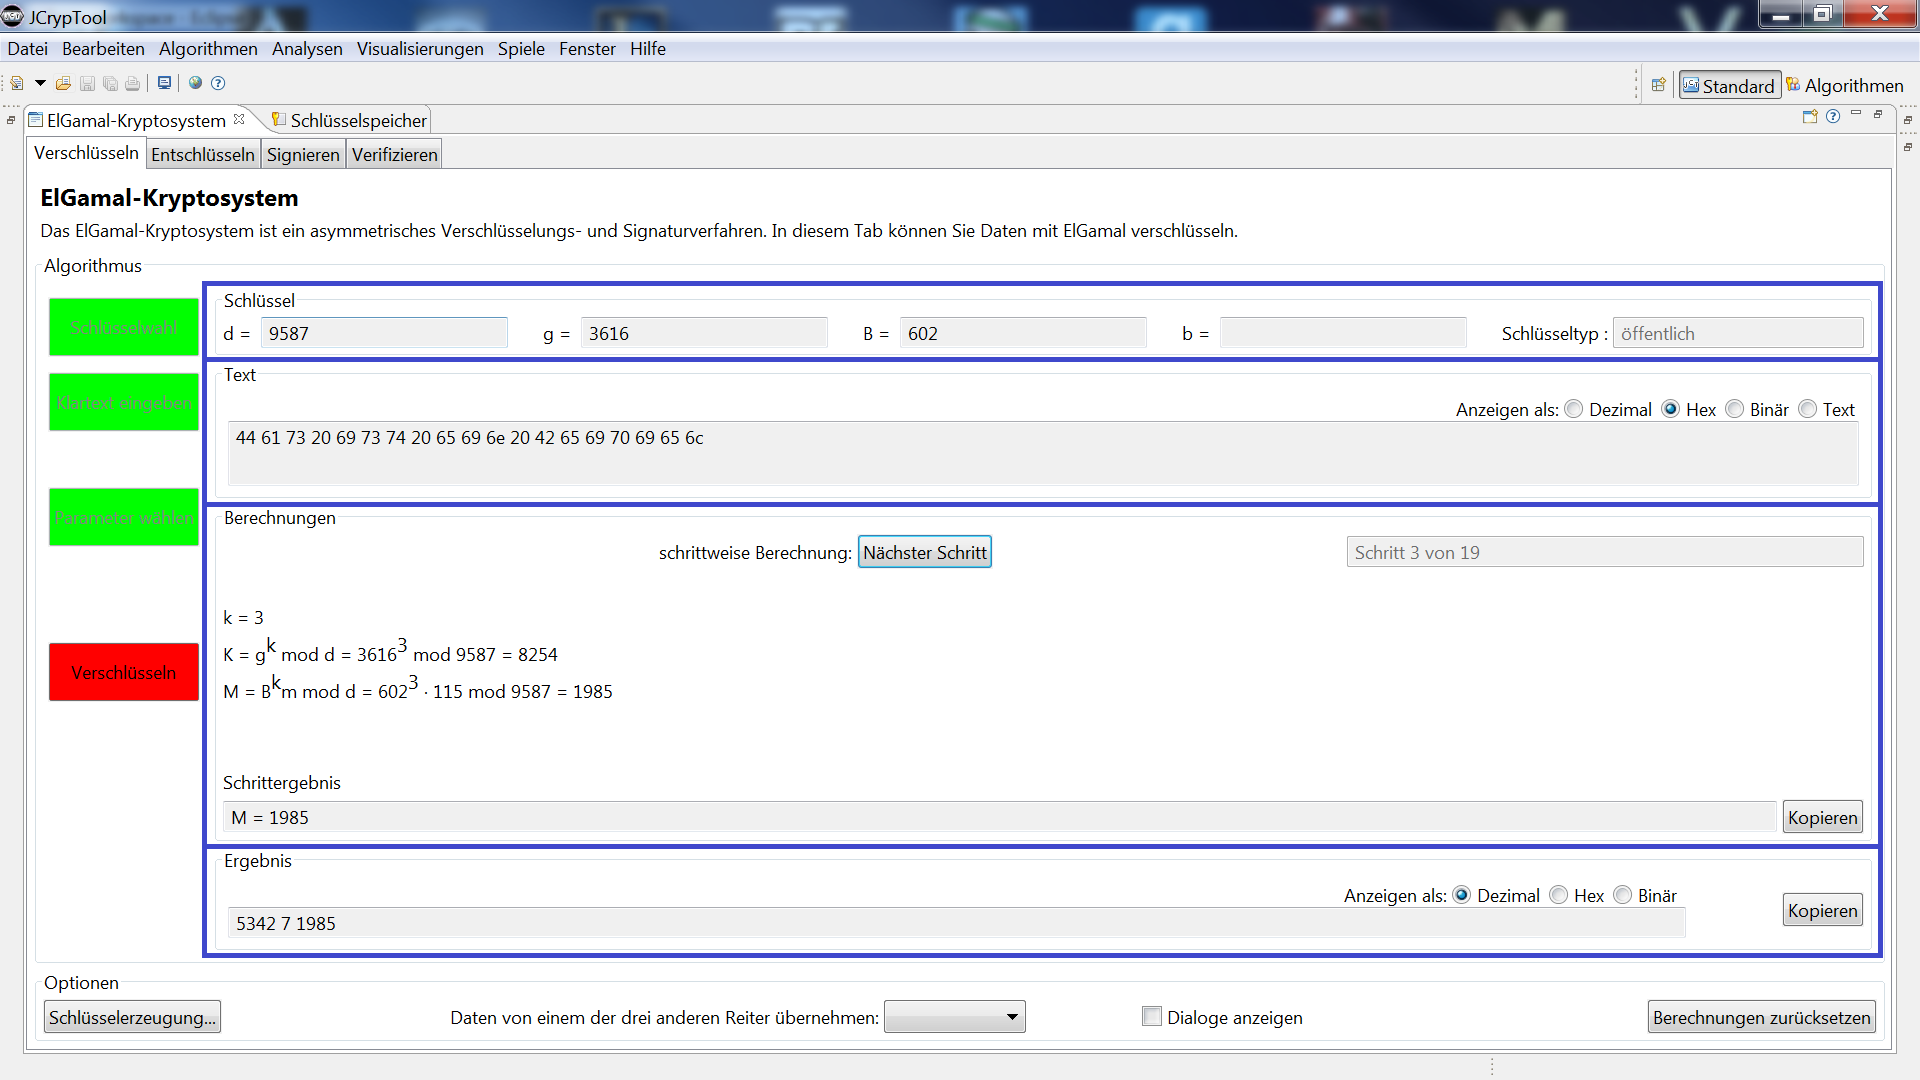 JCrypTool
Datei Bearbeiten Algorithmen Analysen Visualisierungen Spiele Fenster Hilfe
Standard Algorithmen
ElGamal-Kryptosystem Schlüsselspeicher
Verschlüsseln Entschlüsseln Signieren Verifizieren
ElGamal-Kryptosystem
Das ElGamal-Kryptosystem ist ein asymmetrisches Verschlüsselungs- und Signaturverfahren. In diesem Tab können Sie Daten mit ElGamal verschlüsseln.
Algorithmus
Schlüsselwahl
Schlüssel
d = 9587 g = 3616 B = 602 b = Schlüsseltyp : öffentlich
Klartext eingeben
Text
Anzeigen als: Dezimal Hex Binär Text
44 61 73 20 69 73 74 20 65 69 6e 20 42 65 69 70 69 65 6c
Parameter wählen
Berechnungen
schrittweise Berechnung: Nächster Schritt Schritt 3 von 19
k = 3
K = g^k mod d = 3616^3 mod 9587 = 8254
Verschlüsseln
M = B^k m mod d = 602^3 · 115 mod 9587 = 1985
Schrittergebnis
M = 1985 Kopieren
Ergebnis
Anzeigen als: Dezimal Hex Binär
5342 7 1985 Kopieren
Optionen
Schlüsselerzeugung... Daten von einem der drei anderen Reiter übernehmen: Dialoge anzeigen Berechnungen zurücksetzen